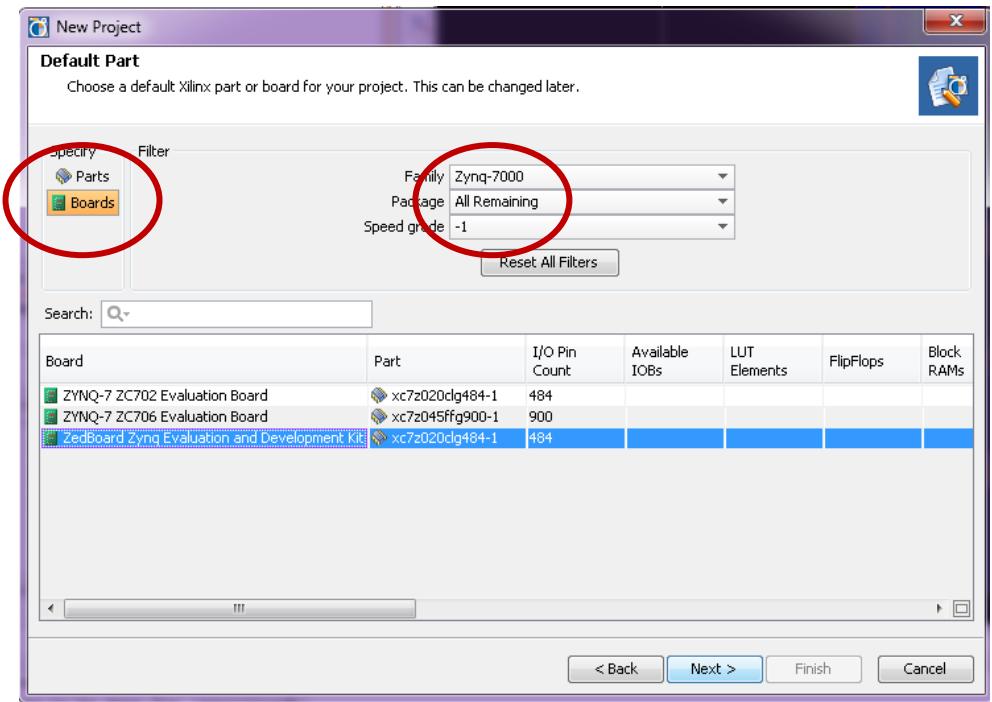 New Project
Default Part
Choose a default Xilinx part or board for your project. This can be changed later.
Specify
Filter
Parts
Boards
Family Zynq-7000
Package All Remaining
Speed grade -1
Reset All Filters
Search:
Board Part I/O Pin Count Available IOBs LUT Elements FlipFlops Block RAMs
ZYNQ-7 ZC702 Evaluation Board xc7z020clg484-1 484
ZYNQ-7 ZC706 Evaluation Board xc7z045ffg900-1 900
ZedBoard Zynq Evaluation and Development Kit xc7z020clg484-1 484
< Back Next > Finish Cancel